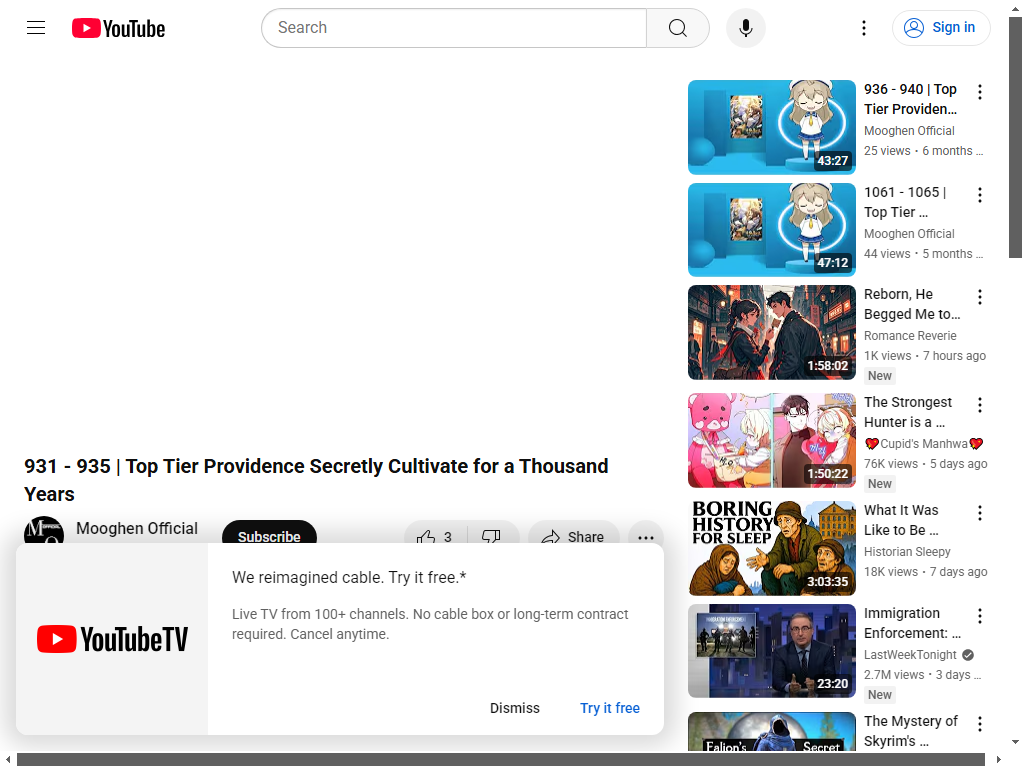 YouTube
Search
Sign in
931 - 935 | Top Tier Providence Secretly Cultivate for a Thousand
Years
Mooghen Official
Subscribe
3
Share
YouTubeTV
We reimagined cable. Try it free.*
Live TV from 100+ channels. No cable box or long-term contract
required. Cancel anytime.
Dismiss
Try it free
43:27
936 - 940 | Top
Tier Providen...
Mooghen Official
25 views • 6 months ...
47:12
1061 - 1065 |
Top Tier ...
Mooghen Official
44 views • 5 months ...
1:58:02
Reborn, He
Begged Me to...
Romance Reverie
1K views • 7 hours ago
New
1:50:22
The Strongest
Hunter is a ...
💖Cupid's Manhwa💖
76K views • 5 days ago
New
BORING
HISTORY
FOR SLEEP
3:03:35
What It Was
Like to Be ...
Historian Sleepy
18K views • 7 days ago
23:20
Immigration
Enforcement: ...
LastWeekTonight
2.7M views • 3 days ...
New
Falion's Secret
The Mystery of
Skyrim's ...